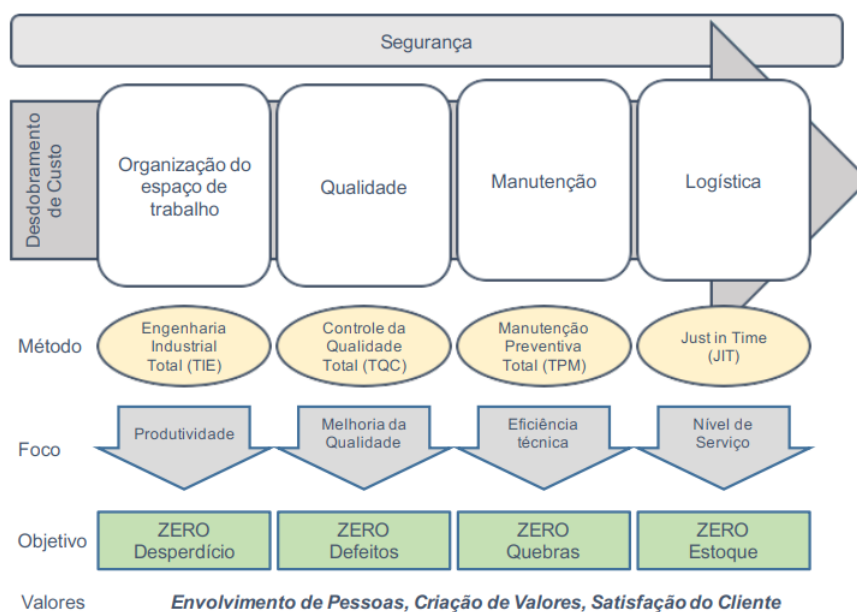 Segurança
Desdobramento
de Custo
Organização do
espaço de
trabalho
Qualidade
Manutenção
Logística
Método
Engenharia
Industrial
Total (TIE)
Controle da
Qualidade
Total (TQC)
Manutenção
Preventiva
Total (TPM)
Just in Time
(JIT)
Foco
Produtividade
Melhoria da
Qualidade
Eficiência
técnica
Nível de
Serviço
Objetivo
ZERO
Desperdício
ZERO
Defeitos
ZERO
Quebras
ZERO
Estoque
Valores
Envolvimento de Pessoas, Criação de Valores, Satisfação do Cliente